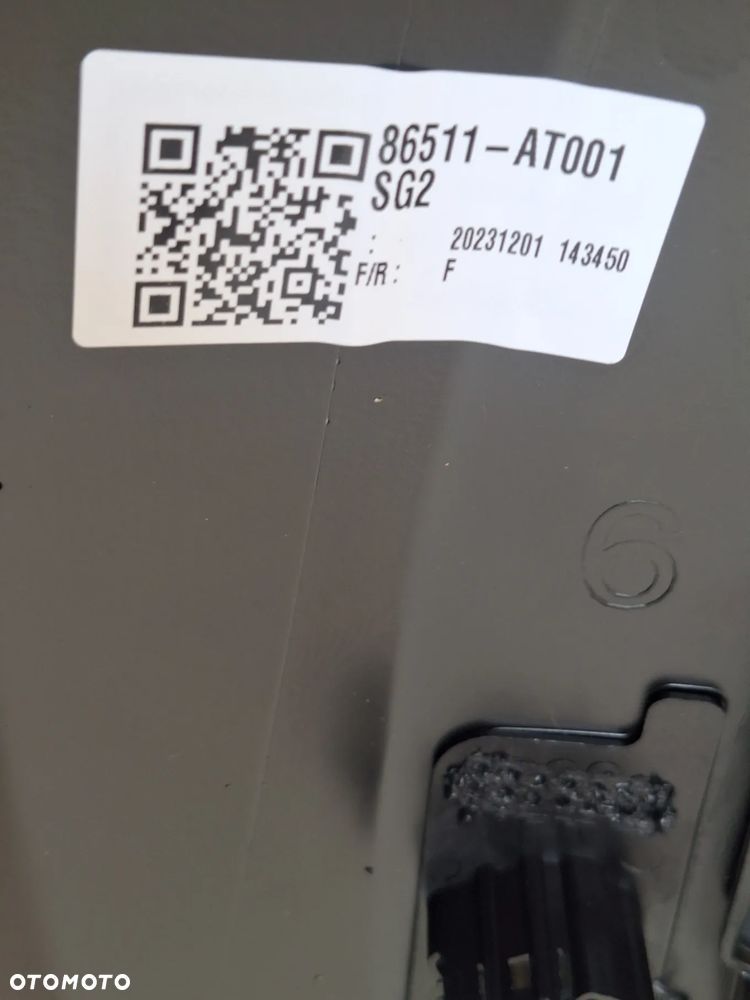 86511-AT001
SG2
: 20231201 143450
F/R : F
6
OTOMOTO